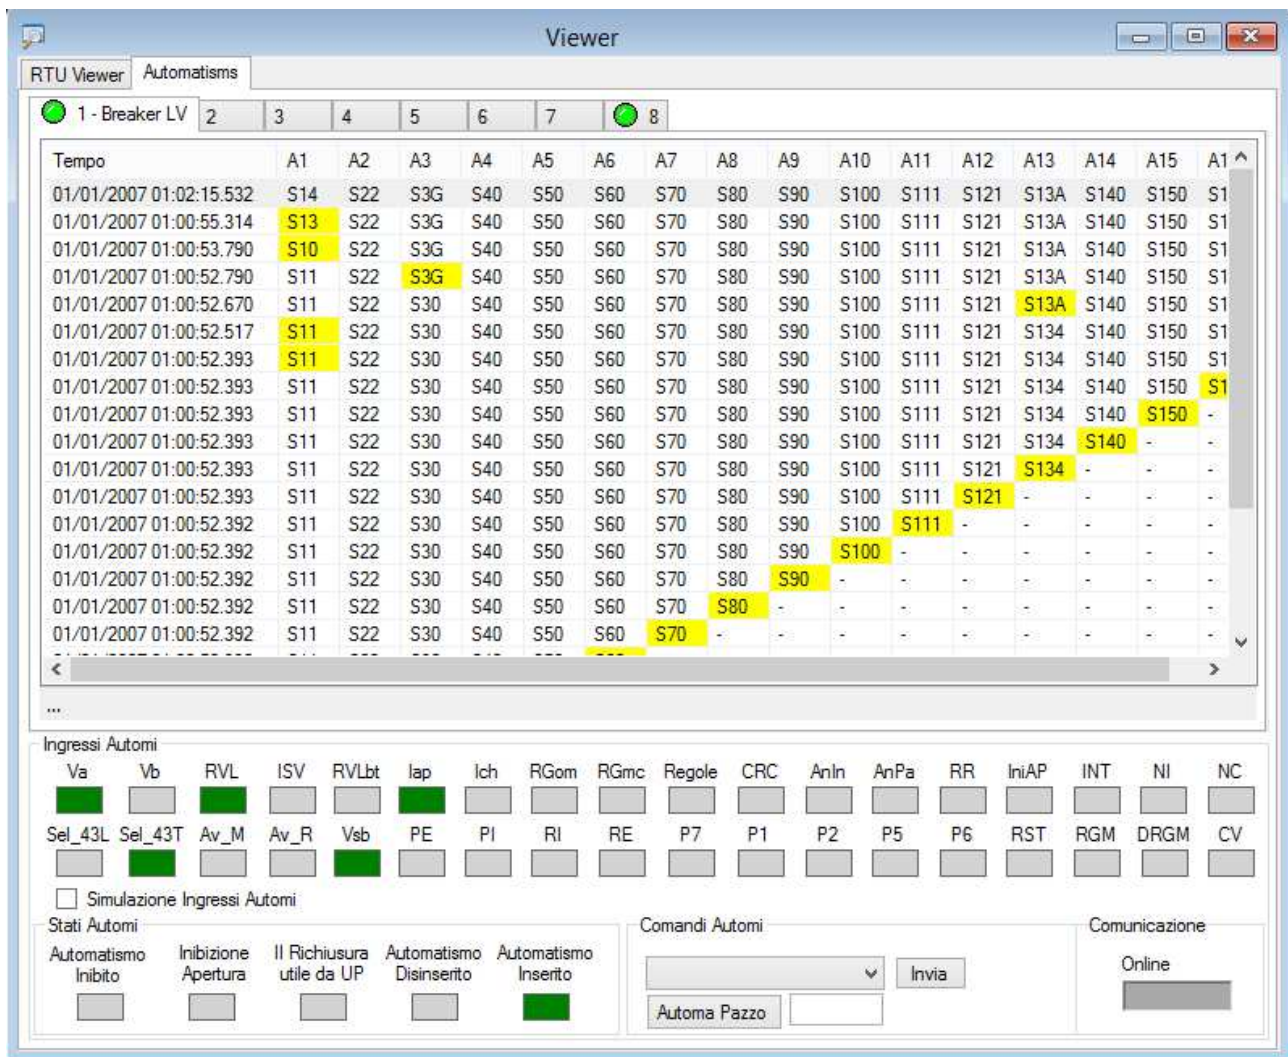 Viewer
RTU Viewer Automatisms
1 - Breaker LV 2 3 4 5 6 7 8
Tempo A1 A2 A3 A4 A5 A6 A7 A8 A9 A10 A11 A12 A13 A14 A15 A1
01/01/2007 01:02:15.532 S14 S22 S3G S40 S50 S60 S70 S80 S90 S100 S111 S121 S13A S140 S150 S1
01/01/2007 01:00:55.314 S13 S22 S3G S40 S50 S60 S70 S80 S90 S100 S111 S121 S13A S140 S150 S1
01/01/2007 01:00:53.790 S10 S22 S3G S40 S50 S60 S70 S80 S90 S100 S111 S121 S13A S140 S150 S1
01/01/2007 01:00:52.790 S11 S22 S3G S40 S50 S60 S70 S80 S90 S100 S111 S121 S13A S140 S150 S1
01/01/2007 01:00:52.670 S11 S22 S30 S40 S50 S60 S70 S80 S90 S100 S111 S121 S13A S140 S150 S1
01/01/2007 01:00:52.517 S11 S22 S30 S40 S50 S60 S70 S80 S90 S100 S111 S121 S134 S140 S150 S1
01/01/2007 01:00:52.393 S11 S22 S30 S40 S50 S60 S70 S80 S90 S100 S111 S121 S134 S140 S150 S1
01/01/2007 01:00:52.393 S11 S22 S30 S40 S50 S60 S70 S80 S90 S100 S111 S121 S134 S140 S150 S1
01/01/2007 01:00:52.393 S11 S22 S30 S40 S50 S60 S70 S80 S90 S100 S111 S121 S134 S140 S150 -
01/01/2007 01:00:52.393 S11 S22 S30 S40 S50 S60 S70 S80 S90 S100 S111 S121 S134 S140 - -
01/01/2007 01:00:52.393 S11 S22 S30 S40 S50 S60 S70 S80 S90 S100 S111 S121 S134 - - -
01/01/2007 01:00:52.393 S11 S22 S30 S40 S50 S60 S70 S80 S90 S100 S111 S121 - - - -
01/01/2007 01:00:52.392 S11 S22 S30 S40 S50 S60 S70 S80 S90 S100 S111 - - - - -
01/01/2007 01:00:52.392 S11 S22 S30 S40 S50 S60 S70 S80 S90 S100 - - - - - -
01/01/2007 01:00:52.392 S11 S22 S30 S40 S50 S60 S70 S80 S90 - - - - - - -
01/01/2007 01:00:52.392 S11 S22 S30 S40 S50 S60 S70 S80 - - - - - - - -
01/01/2007 01:00:52.392 S11 S22 S30 S40 S50 S60 S70 - - - - - - - - -
...
Ingressi Automi
Va Vb RVL ISV RVLbt Iap Ich RGom RGmc Regole CRC AnIn AnPa RR IniAP INT NI NC
Sel_43L Sel_43T Av_M Av_R Vsb PE PI RI RE P7 P1 P2 P5 P6 RST RGM DRGM CV
Simulazione Ingressi Automi
Stati Automi
Automatismo Inibizione II Richiusura Automatismo Automatismo
Inibito Apertura utile da UP Disinserito Inserito
Comandi Automi
Invia
Automa Pazzo
Comunicazione
Online